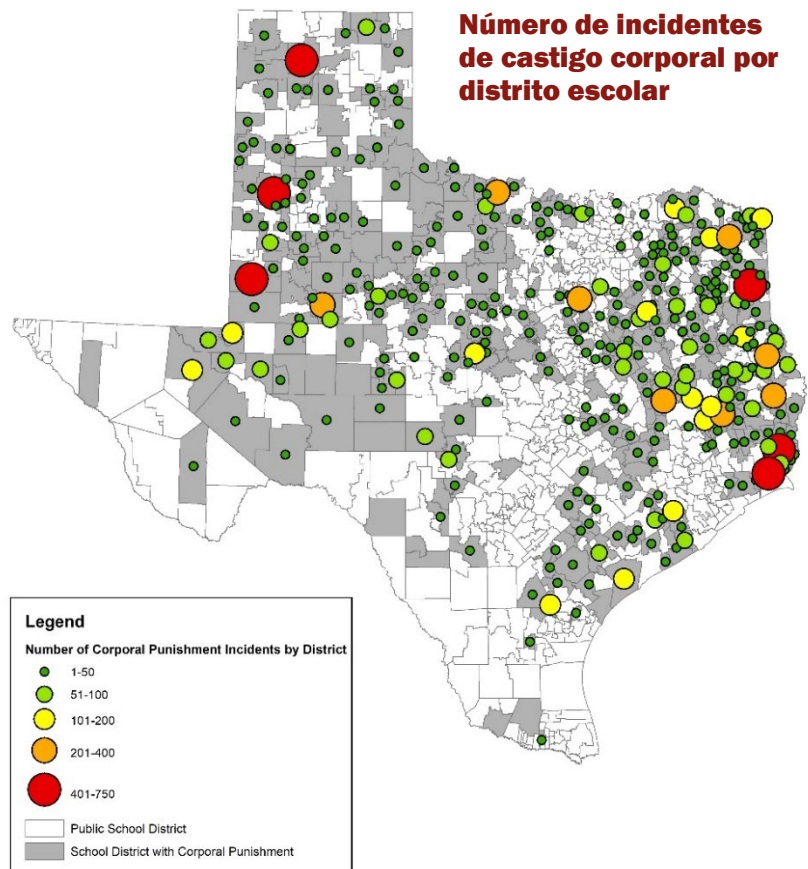 Número de incidentes
de castigo corporal por
distrito escolar
Legend
Number of Corporal Punishment Incidents by District
1-50
51-100
101-200
201-400
401-750
Public School District
School District with Corporal Punishment